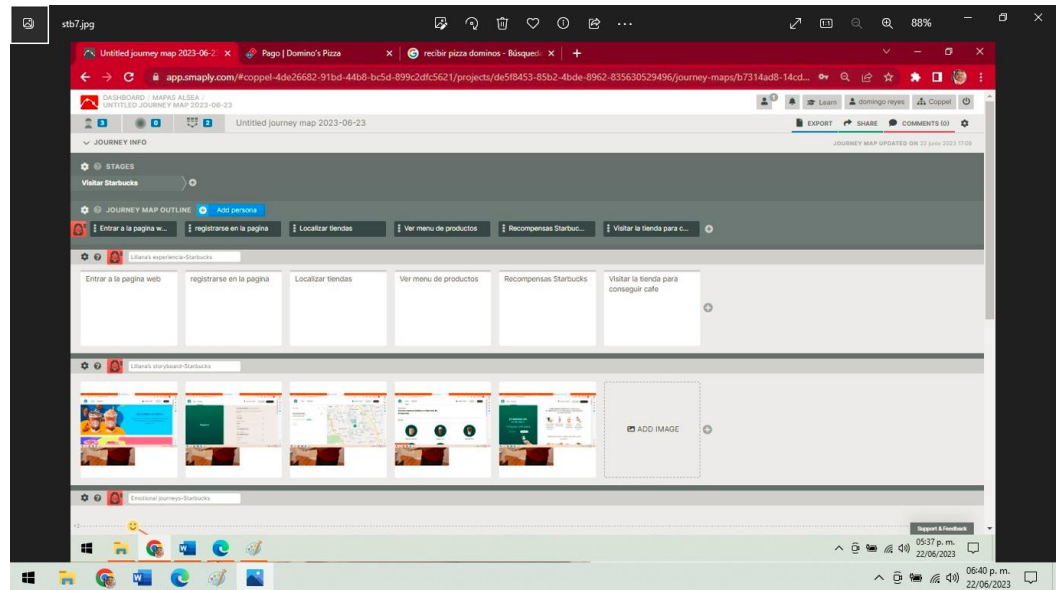 stb7.jpg
88%
Untitled journey map 2023-06-2
Pago | Domino's Pizza
recibir pizza dominos - Búsqued
app.smaply.com/#coppel-4de26682-91bd-44b8-bc5d-899c2dfc5621/projects/de5f8453-85b2-4bde-8962-835630529496/journey-maps/b7314ad8-14cd...
DASHBOARD / MAPAS ALSEA /
UNTITLED JOURNEY MAP 2023-06-23
0
Learn
domingo reyes
Coppel
3
0
2
Untitled journey map 2023-06-23
EXPORT
SHARE
COMMENTS (0)
JOURNEY INFO
JOURNEY MAP UPDATED ON 22 junio 2023 17:09
STAGES
Visitar Starbucks
JOURNEY MAP OUTLINE
Add persona
Entrar a la pagina w...
registrarse en la pagina
Localizar tiendas
Ver menu de productos
Recompensas Starbuc...
Visitar la tienda para c...
Liliana's experiencia-Starbucks
Entrar a la pagina web
registrarse en la pagina
Localizar tiendas
Ver menu de productos
Recompensas Starbucks
Visitar la tienda para
conseguir cafe
Liliana's storyboard-Starbucks
ADD IMAGE
Emotional journeys-Starbucks
Support & Feedback
05:37 p. m.
22/06/2023
06:40 p. m.
22/06/2023